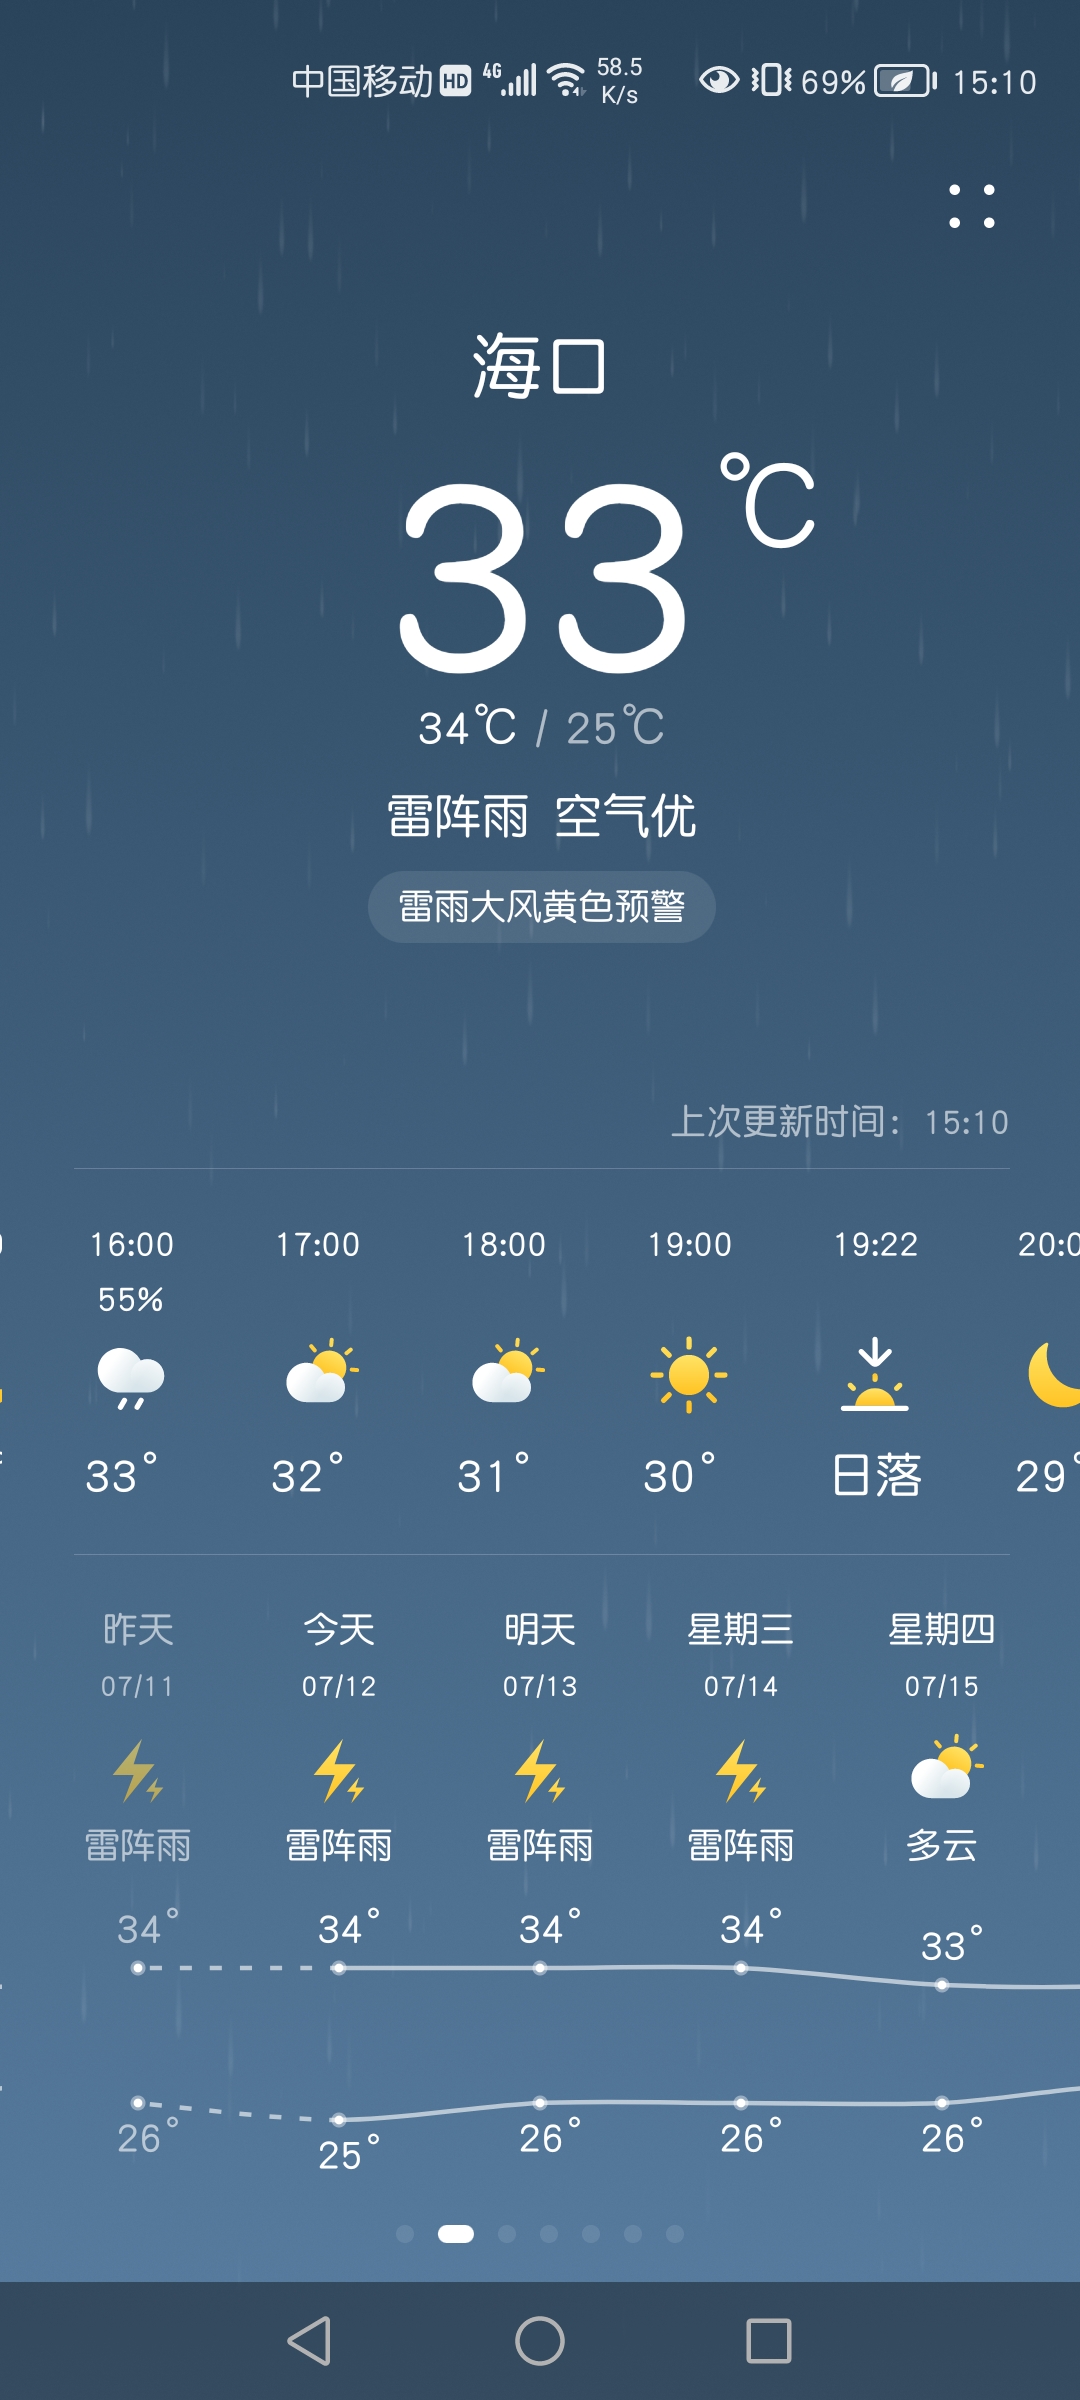 中国移动 HD 4G 58.5 K/s 69% 15:10
海口
33℃
34℃ / 25℃
雷阵雨 空气优
雷雨大风黄色预警
上次更新时间：15:10
16:00 17:00 18:00 19:00 19:22 20:0
55%
33° 32° 31° 30° 日落 29°
昨天 今天 明天 星期三 星期四
07/11 07/12 07/13 07/14 07/15
雷阵雨 雷阵雨 雷阵雨 雷阵雨 多云
34° 34° 34° 34° 33°
26° 25° 26° 26° 26°